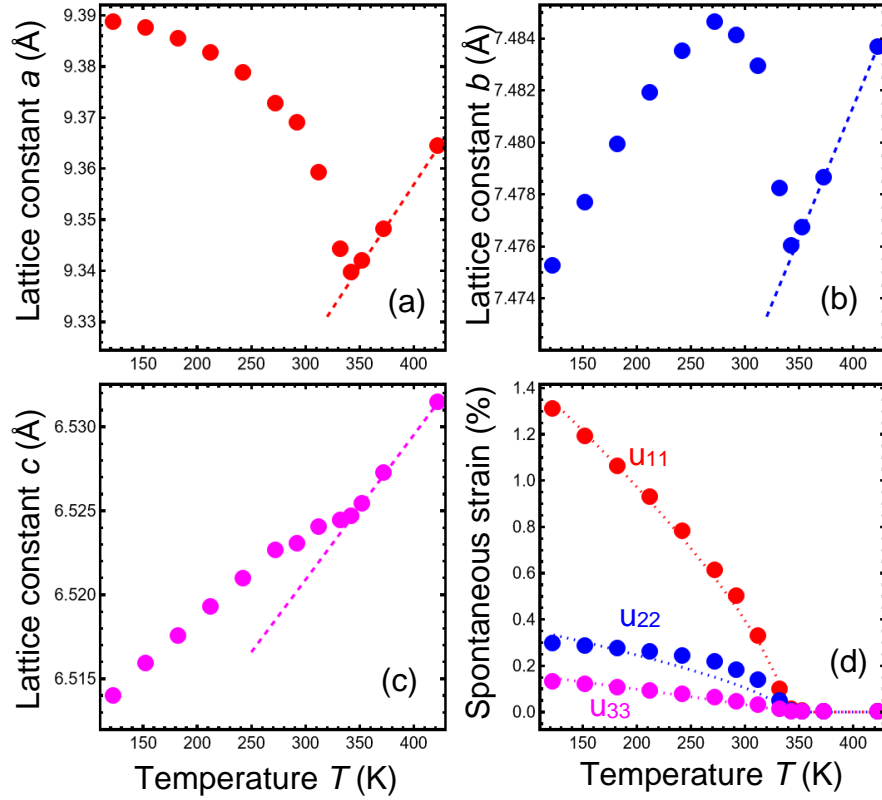 9.39
9.38
9.37
9.36
9.35
9.34
9.33
Lattice constant a (Å)
(a)
150 200 250 300 350 400
7.484
7.482
7.480
7.478
7.476
7.474
Lattice constant b (Å)
(b)
150 200 250 300 350 400
6.530
6.525
6.520
6.515
Lattice constant c (Å)
(c)
150 200 250 300 350 400
Temperature T (K)
1.4
1.2
1.0
0.8
0.6
0.4
0.2
0.0
Spontaneous strain (%)
u11
u22
u33
(d)
150 200 250 300 350 400
Temperature T (K)